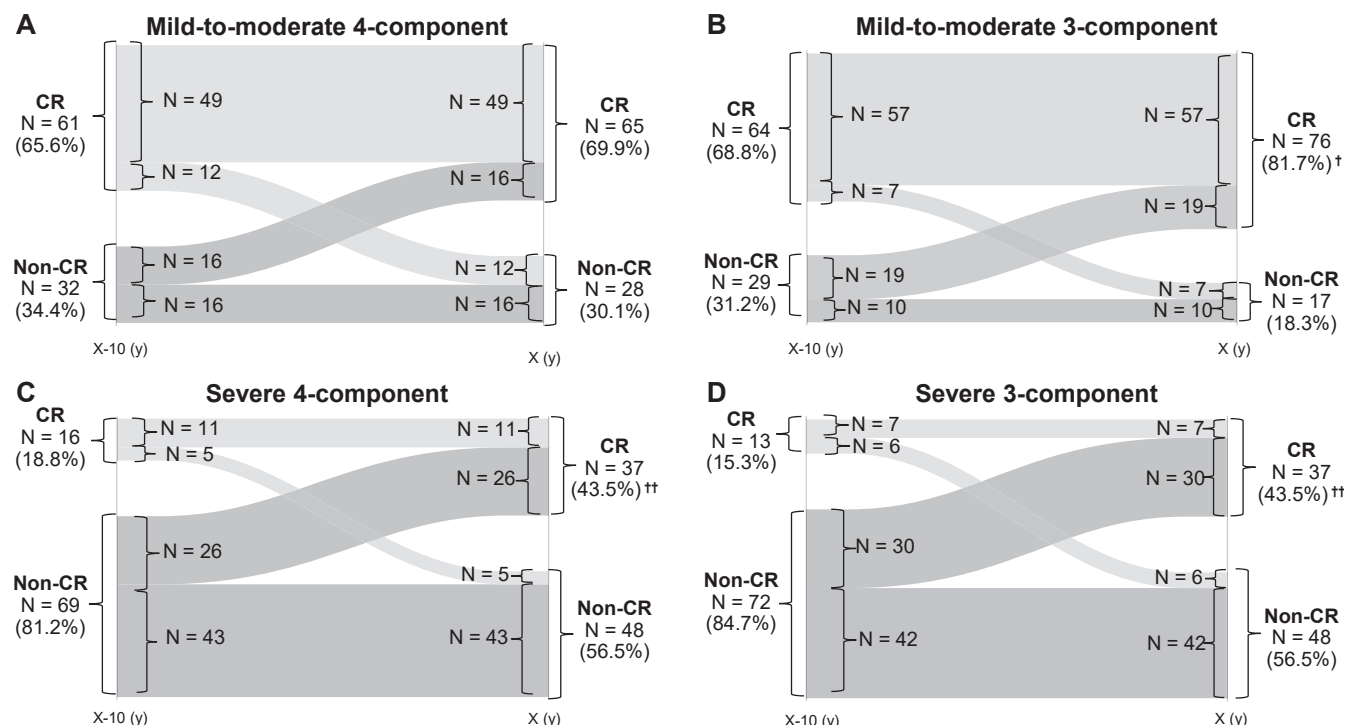 A Mild-to-moderate 4-component
CR
N = 61
(65.6%)
N = 49
N = 12
N = 49
N = 16
CR
N = 65
(69.9%)
Non-CR
N = 32
(34.4%)
N = 16
N = 16
N = 12
N = 16
Non-CR
N = 28
(30.1%)
X-10 (y)
X (y)
B Mild-to-moderate 3-component
CR
N = 64
(68.8%)
N = 57
N = 7
N = 57
N = 19
CR
N = 76
(81.7%) †
Non-CR
N = 29
(31.2%)
N = 19
N = 10
N = 7
N = 10
Non-CR
N = 17
(18.3%)
X-10 (y)
X (y)
C Severe 4-component
CR
N = 16
(18.8%)
N = 11
N = 5
N = 11
N = 26
CR
N = 37
(43.5%) ††
Non-CR
N = 69
(81.2%)
N = 26
N = 43
N = 5
N = 43
Non-CR
N = 48
(56.5%)
X-10 (y)
X (y)
D Severe 3-component
CR
N = 13
(15.3%)
N = 7
N = 6
N = 7
N = 30
CR
N = 37
(43.5%) ††
Non-CR
N = 72
(84.7%)
N = 30
N = 42
N = 6
N = 42
Non-CR
N = 48
(56.5%)
X-10 (y)
X (y)